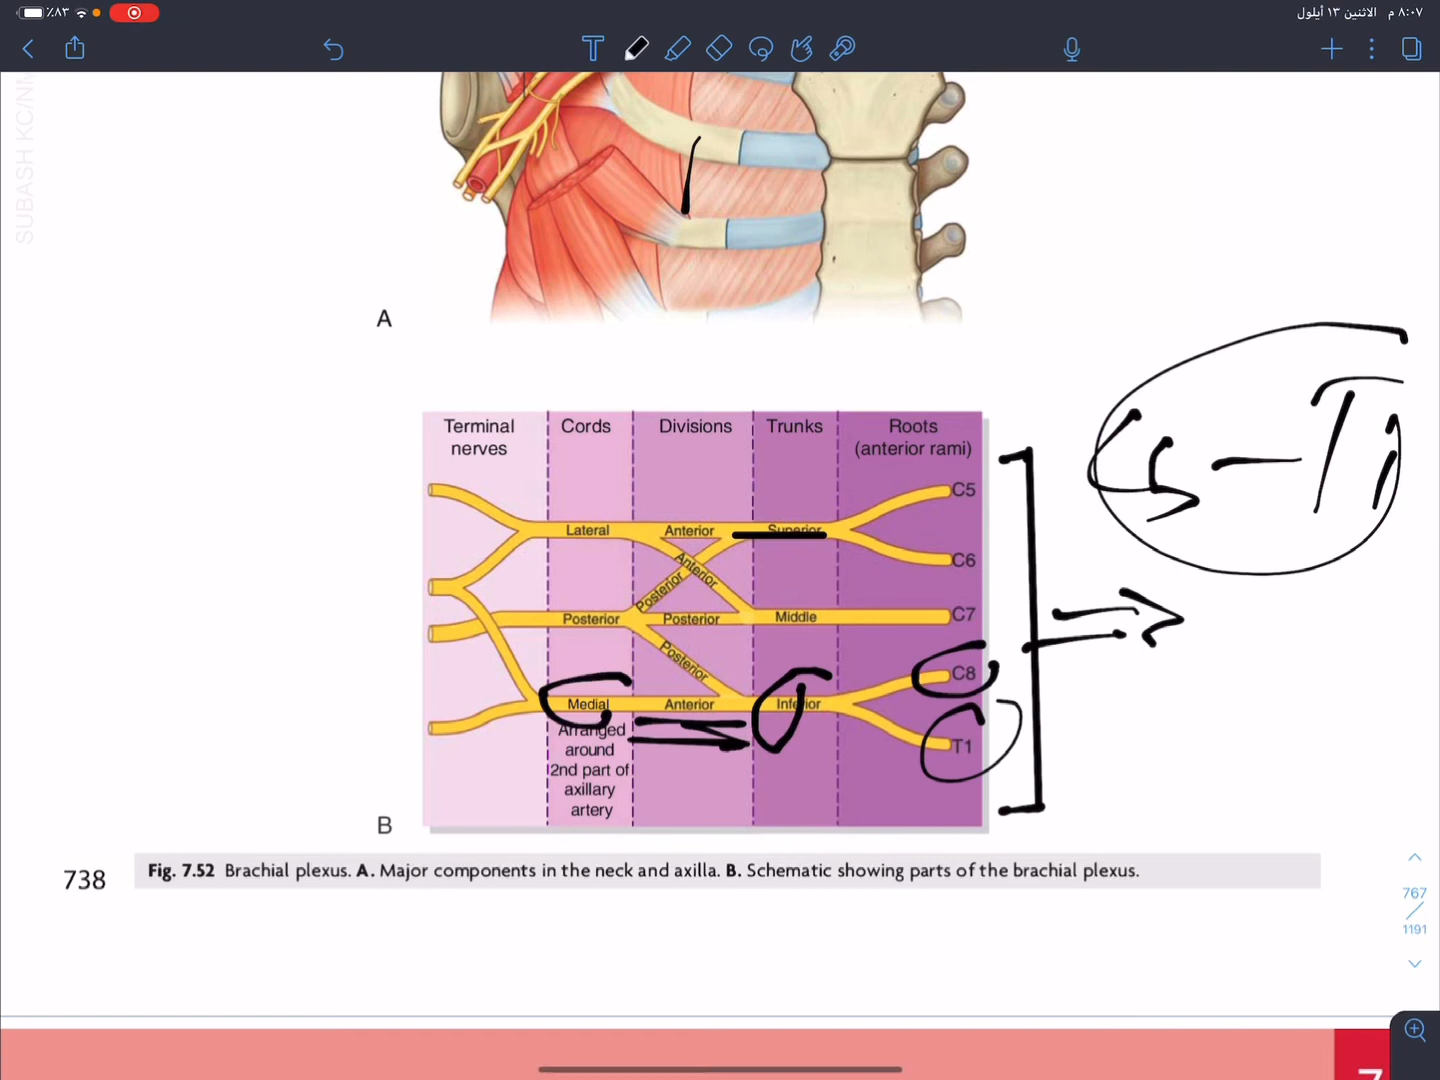 ٪٨٣
٨:٠٧ م الاثنين ١٣ أيلول
SUBASH KC/NM
A
Terminal nerves
Cords
Divisions
Trunks
Roots (anterior rami)
C5
Lateral
Anterior
Superior
C6
Anterior
Posterior
Posterior
Posterior
Middle
C7
Posterior
C8
Medial
Anterior
Inferior
T1
Arranged
around
2nd part of
axillary
artery
B
C5 – T1
738
Fig. 7.52 Brachial plexus. A. Major components in the neck and axilla. B. Schematic showing parts of the brachial plexus.
767
1191